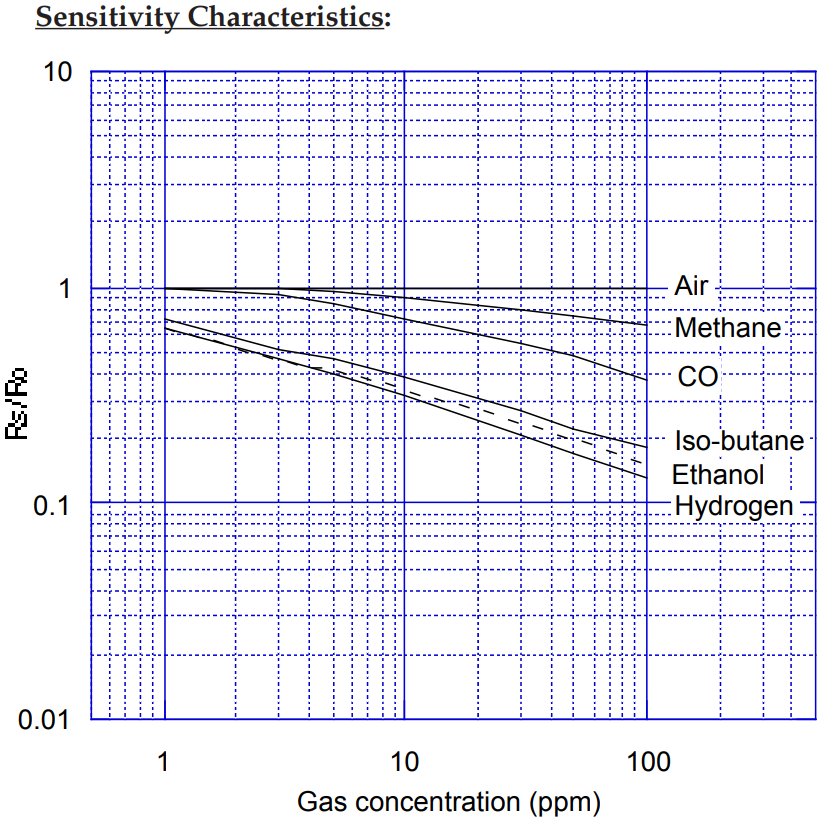 Sensitivity Characteristics:
10
1
0.1
0.01
Rs/Ro
Air
Methane
CO
Iso-butane
Ethanol
Hydrogen
1 10 100
Gas concentration (ppm)